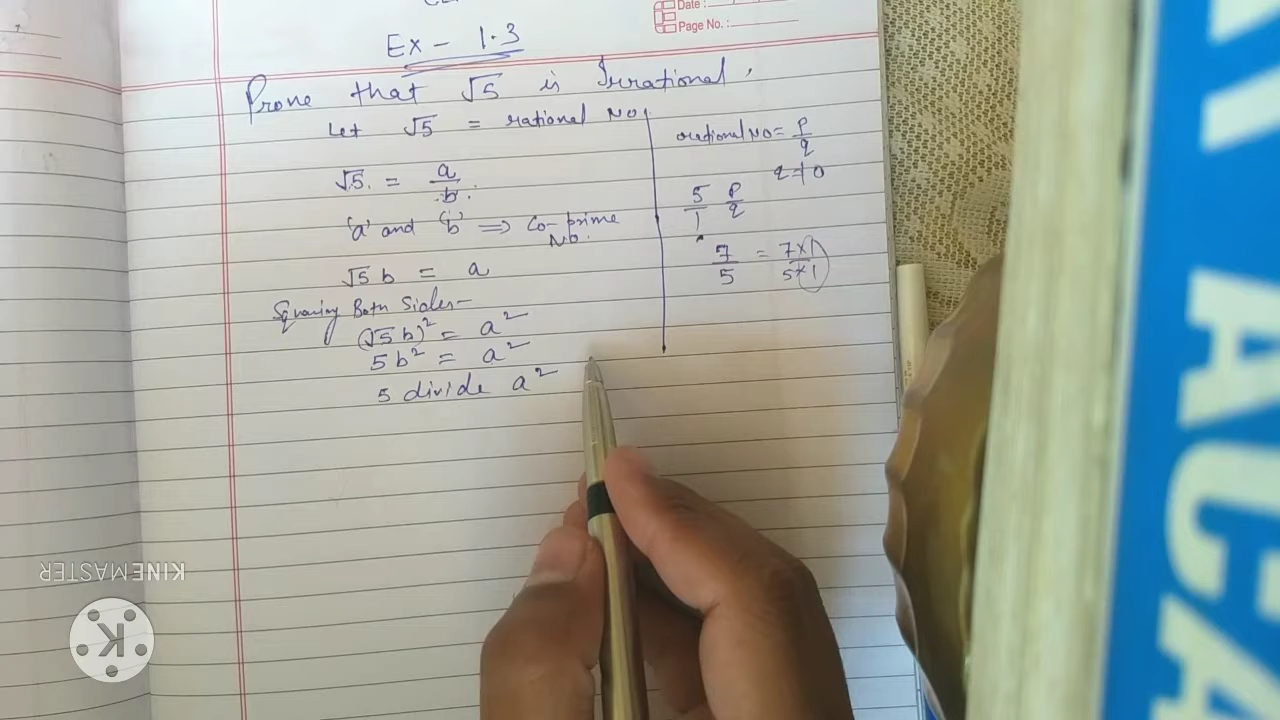 Date :
Page No. :
Ex - 1.3
Prove that √5 is Irrational.
Let √5 = rational No.
√5 = a/b.
'a' and 'b' ⇒ Co-prime No.
√5 b = a
Squaring Both Sides-
(√5 b)² = a²
5b² = a²
5 divide a²
rational No = p/q
q≠0
5/1 p/q
7/5 = 7×1/5×1
KINEMASTER
K